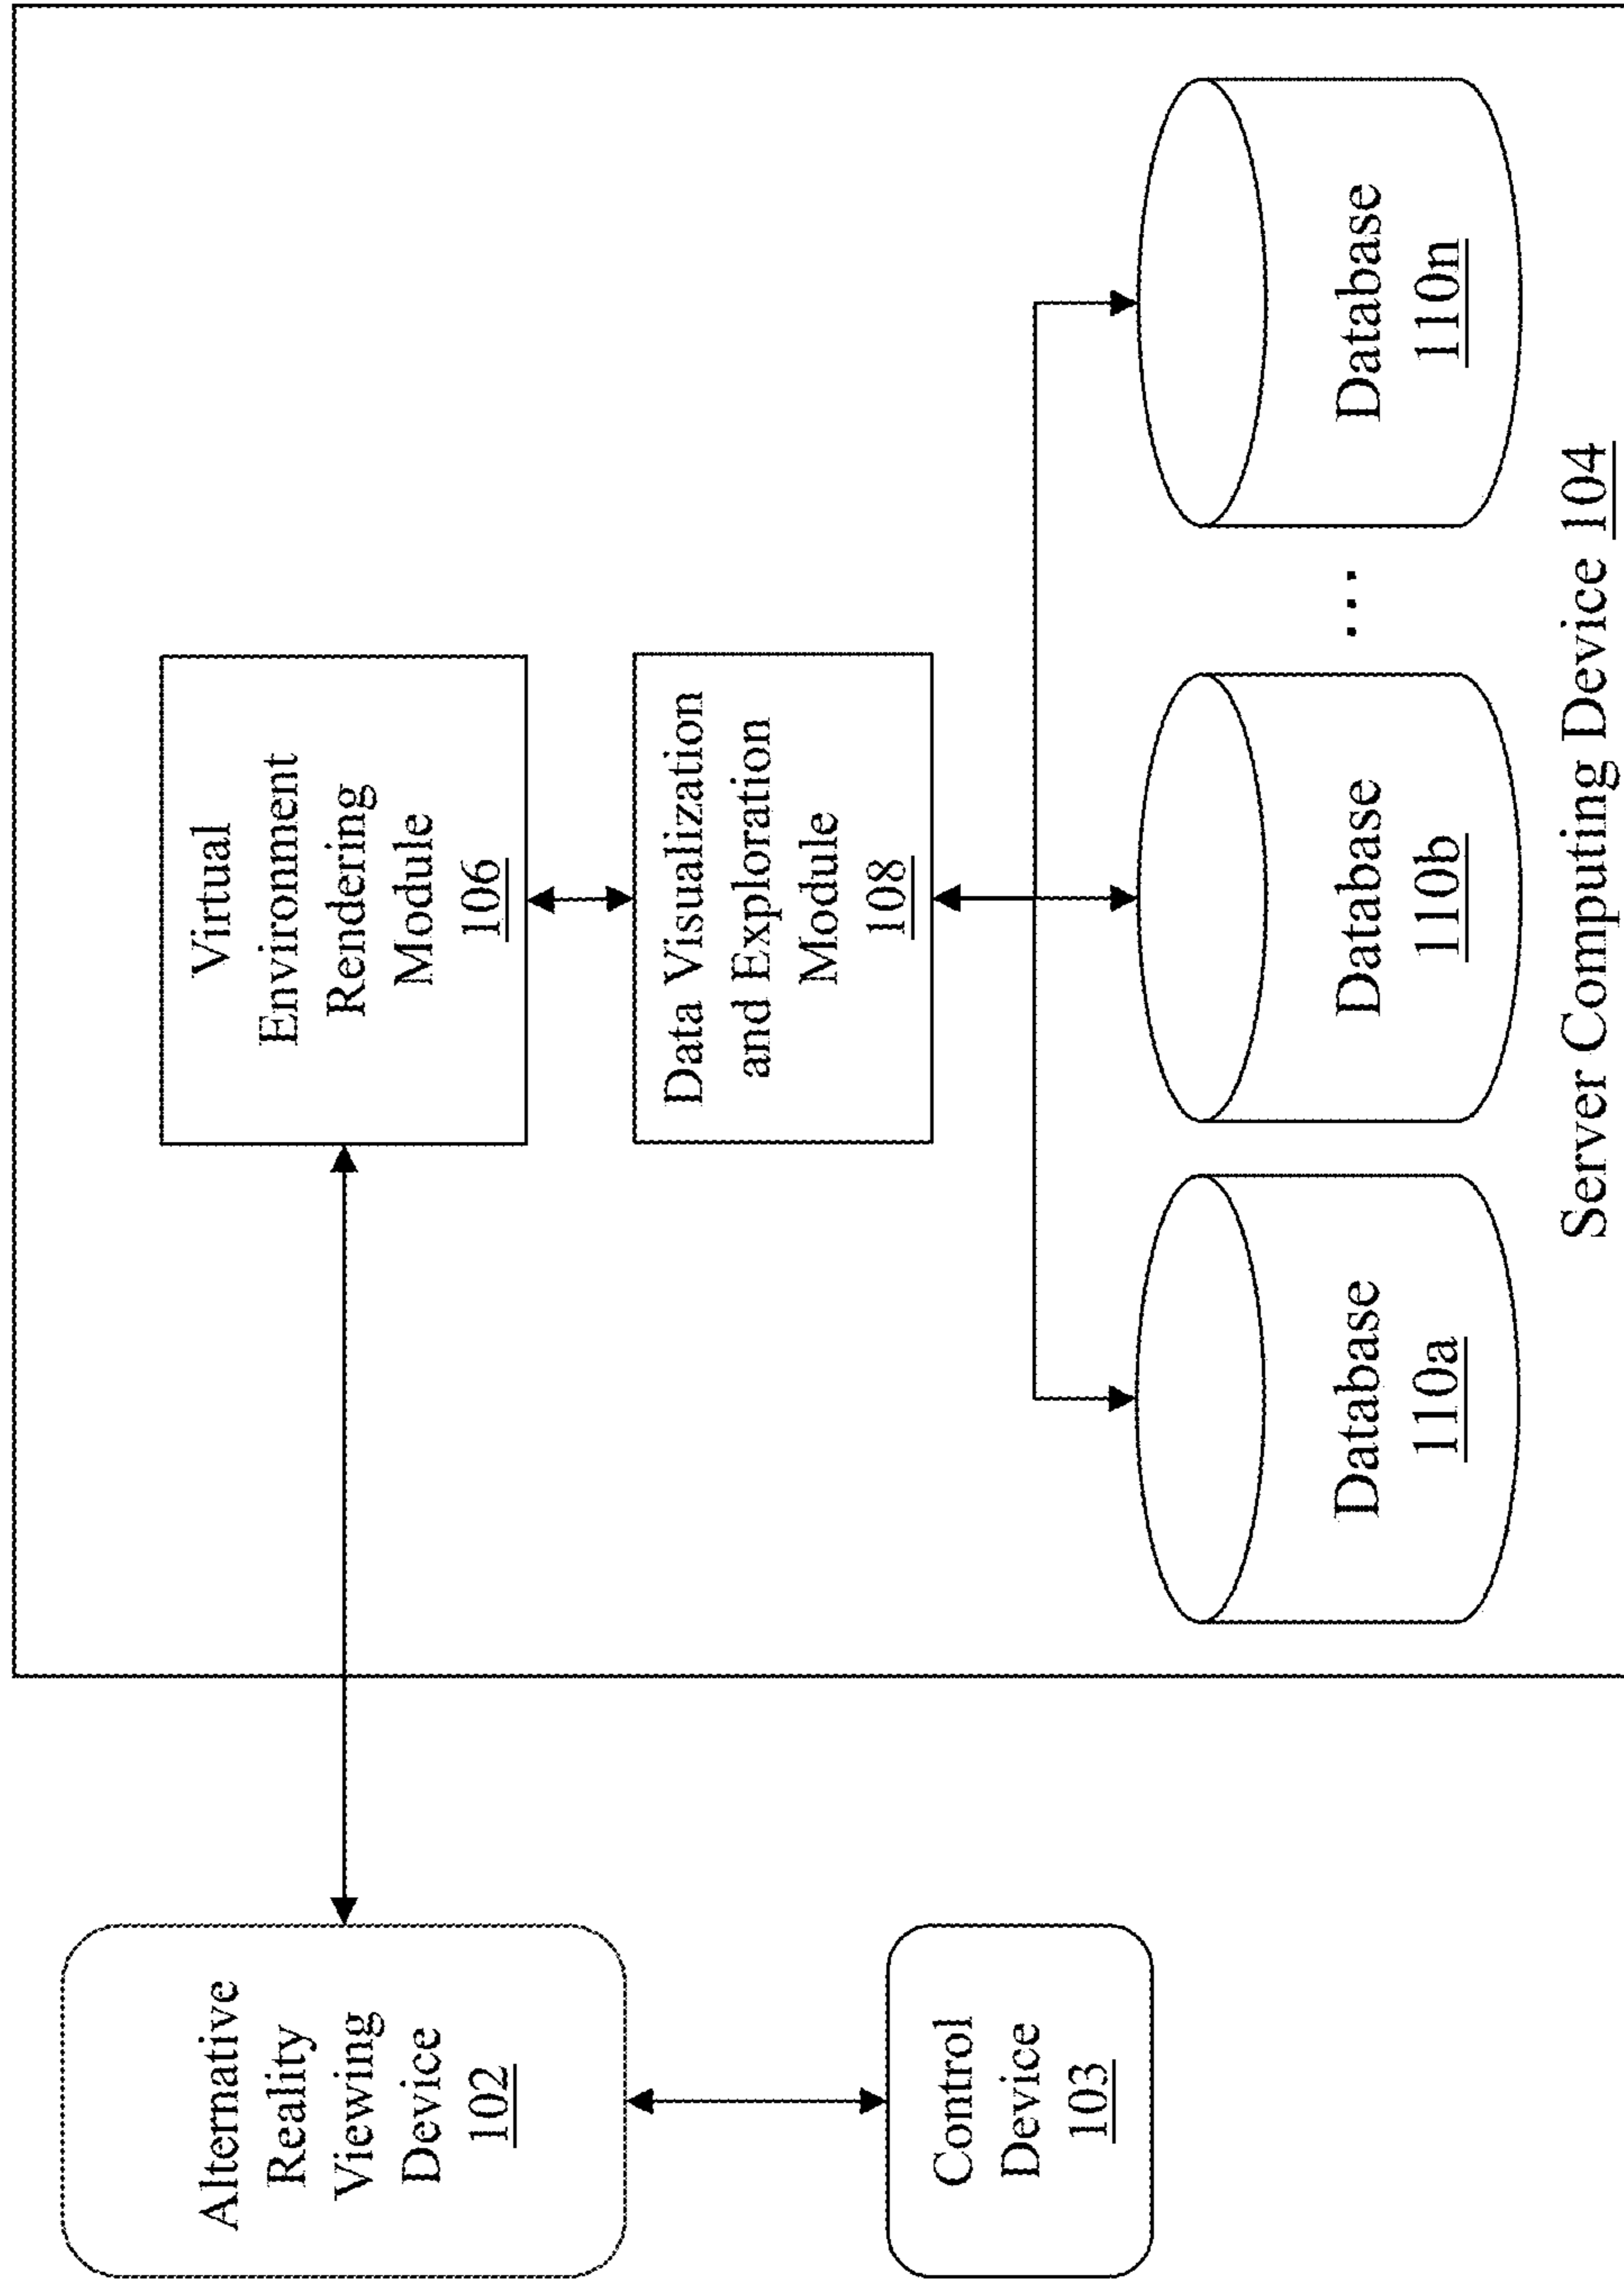 Alternative
Reality
Viewing
Device
102
Control
Device
103
Virtual
Environment
Rendering
Module
106
Data Visualization
and Exploration
Module
108
Database
110a
Database
110b
...
Database
110n
Server Computing Device 104